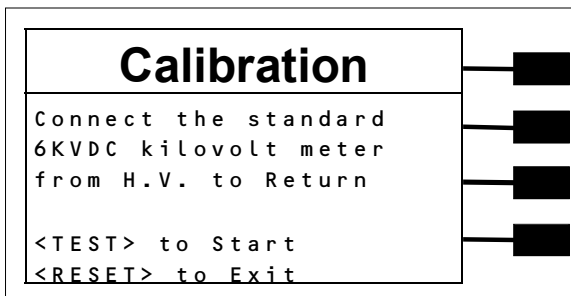 Calibration
Connect the standard
6KVDC kilovolt meter
from H.V. to Return
<TEST> to Start
<RESET> to Exit